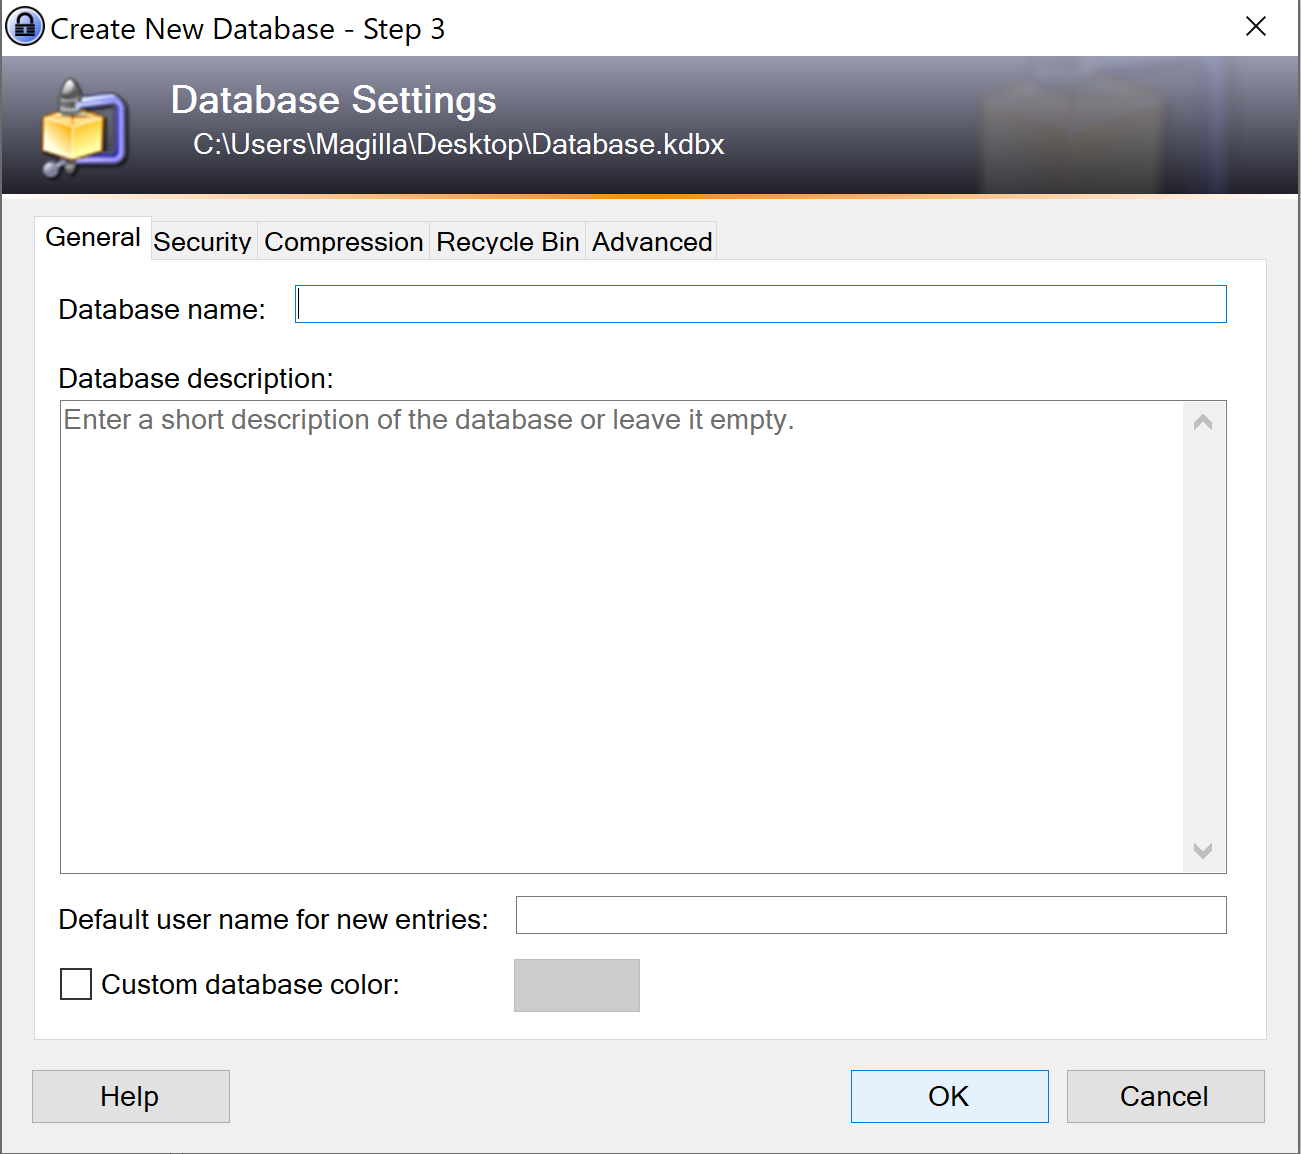 Create New Database - Step 3
Database Settings
C:\Users\Magilla\Desktop\Database.kdbx
General Security Compression Recycle Bin Advanced
Database name:
Database description:
Enter a short description of the database or leave it empty.
Default user name for new entries:
Custom database color:
Help OK Cancel